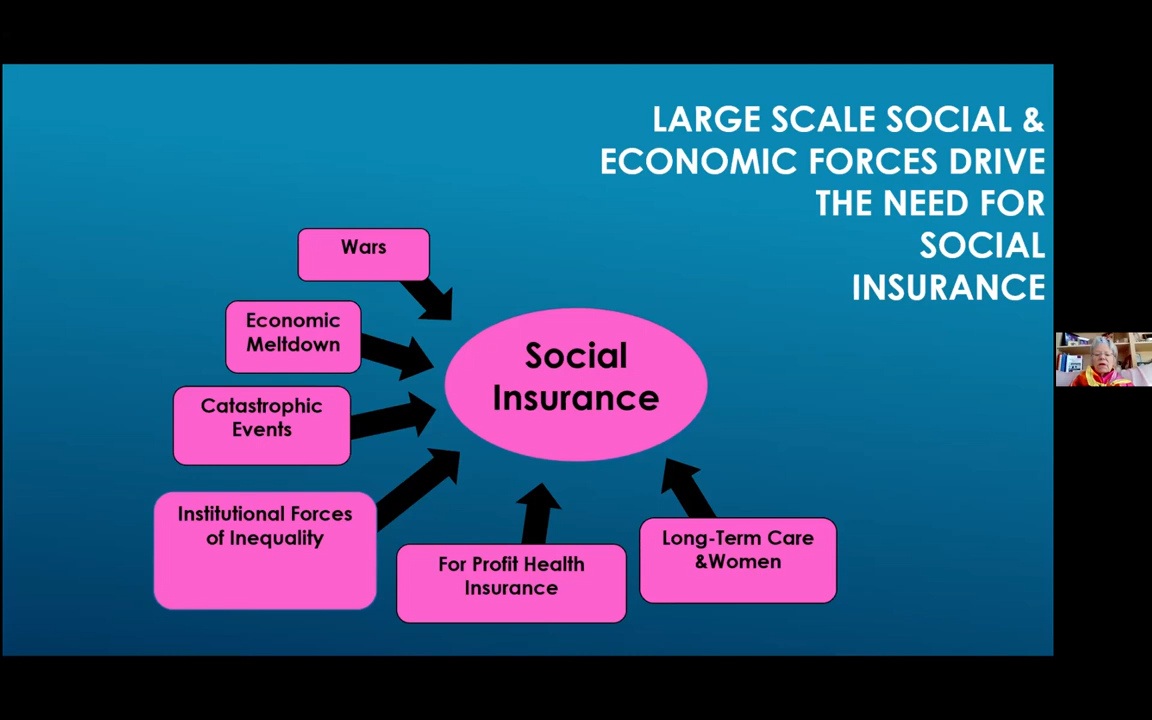 LARGE SCALE SOCIAL &
ECONOMIC FORCES DRIVE
THE NEED FOR
SOCIAL
INSURANCE
Wars
Economic
Meltdown
Catastrophic
Events
Institutional Forces
of Inequality
For Profit Health
Insurance
Long-Term Care
&Women
Social
Insurance